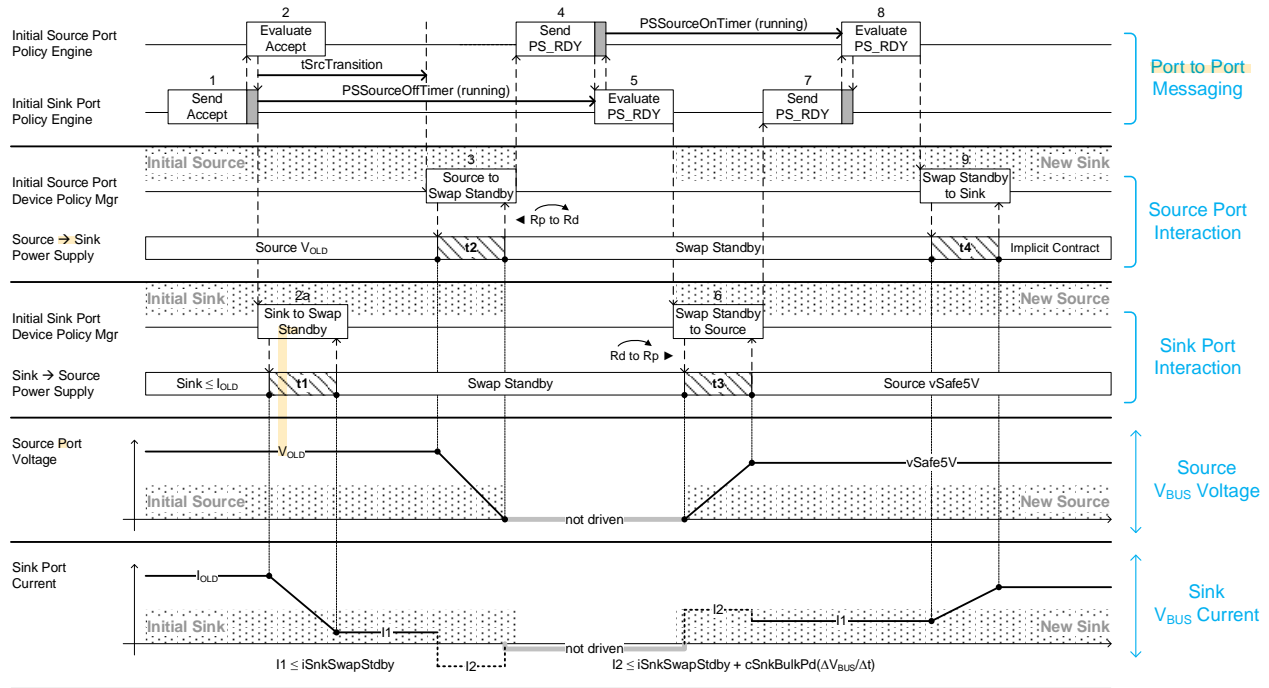 2
4
8
Initial Source Port
Policy Engine
Evaluate
Accept
Send
PS_RDY
PSSourceOnTimer (running)
Evaluate
PS_RDY
tSrcTransition
1
5
7
Initial Sink Port
Policy Engine
Send
Accept
PSSourceOffTimer (running)
Evaluate
PS_RDY
Send
PS_RDY
Port to Port
Messaging
Initial Source
3
9
New Sink
Initial Source Port
Device Policy Mgr
Source to
Swap Standby
Swap Standby
to Sink
Rp to Rd
Source → Sink
Power Supply
Source VOLD
t2
Swap Standby
t4
Implicit Contract
Source Port
Interaction
Initial Sink
2a
6
New Source
Initial Sink Port
Device Policy Mgr
Sink to Swap
Standby
Swap Standby
to Source
Rd to Rp
Sink → Source
Power Supply
Sink ≤ IOLD
t1
Swap Standby
t3
Source vSafe5V
Sink Port
Interaction
Source Port
Voltage
VOLD
vSafe5V
Initial Source
New Source
not driven
Source
VBUS Voltage
Sink Port
Current
IOLD
Initial Sink
I1
I2
not driven
I2
I1
New Sink
I1 ≤ iSnkSwapStdby
I2 ≤ iSnkSwapStdby + cSnkBulkPd(ΔVBUS/Δt)
Sink
VBUS Current